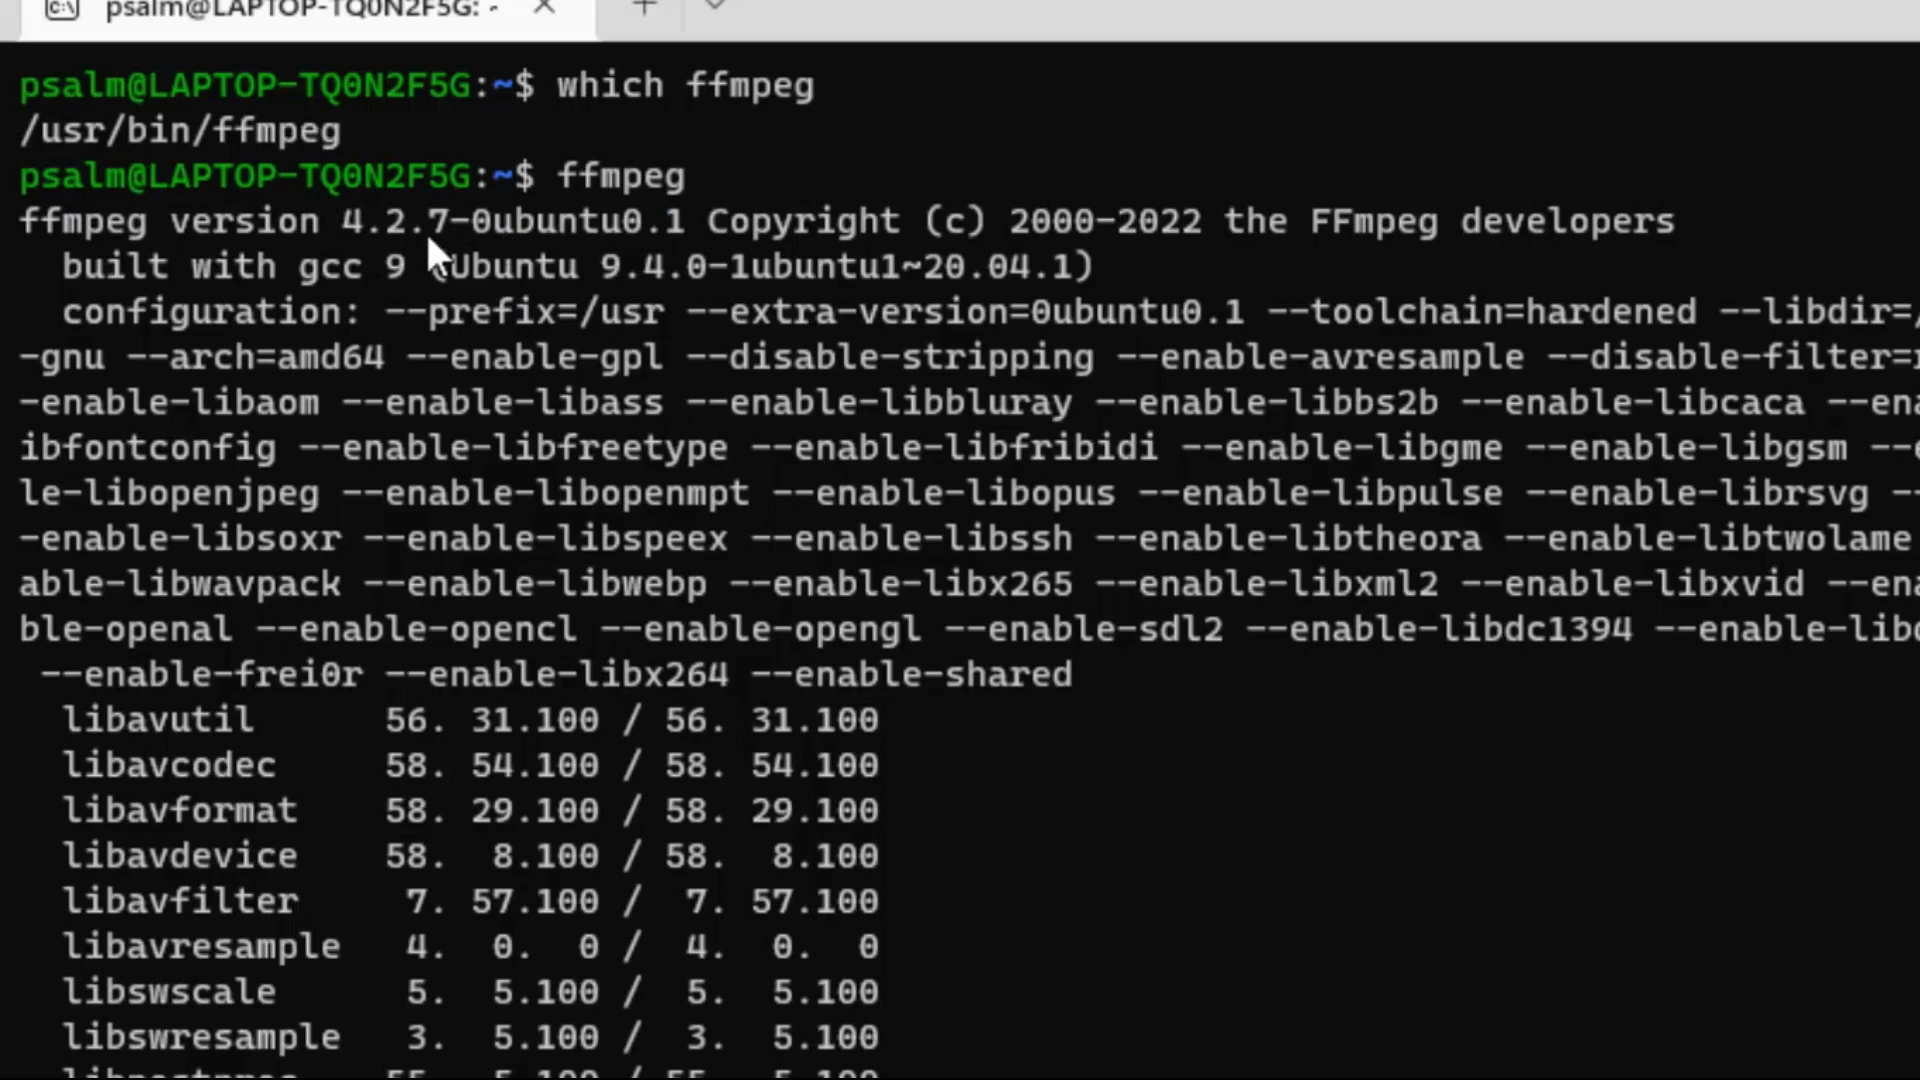 psalm@LAPTOP-TQ0N2F5G: ~
psalm@LAPTOP-TQ0N2F5G:~$ which ffmpeg
/usr/bin/ffmpeg
psalm@LAPTOP-TQ0N2F5G:~$ ffmpeg
ffmpeg version 4.2.7-0ubuntu0.1 Copyright (c) 2000-2022 the FFmpeg developers
built with gcc 9 (Ubuntu 9.4.0-1ubuntu1~20.04.1)
configuration: --prefix=/usr --extra-version=0ubuntu0.1 --toolchain=hardened --libdir=/
-gnu --arch=amd64 --enable-gpl --disable-stripping --enable-avresample --disable-filter=
-enable-libaom --enable-libass --enable-libbluray --enable-libbs2b --enable-libcaca --ena
ibfontconfig --enable-libfreetype --enable-libfribidi --enable-libgme --enable-libgsm --e
le-libopenjpeg --enable-libopenmpt --enable-libopus --enable-libpulse --enable-librsvg --
-enable-libsoxr --enable-libspeex --enable-libssh --enable-libtheora --enable-libtwolame
able-libwavpack --enable-libwebp --enable-libx265 --enable-libxml2 --enable-libxvid --ena
ble-openal --enable-opencl --enable-opengl --enable-sdl2 --enable-libdc1394 --enable-lib
--enable-frei0r --enable-libx264 --enable-shared
libavutil 56. 31.100 / 56. 31.100
libavcodec 58. 54.100 / 58. 54.100
libavformat 58. 29.100 / 58. 29.100
libavdevice 58. 8.100 / 58. 8.100
libavfilter 7. 57.100 / 7. 57.100
libavresample 4. 0. 0 / 4. 0. 0
libswscale 5. 5.100 / 5. 5.100
libswresample 3. 5.100 / 3. 5.100